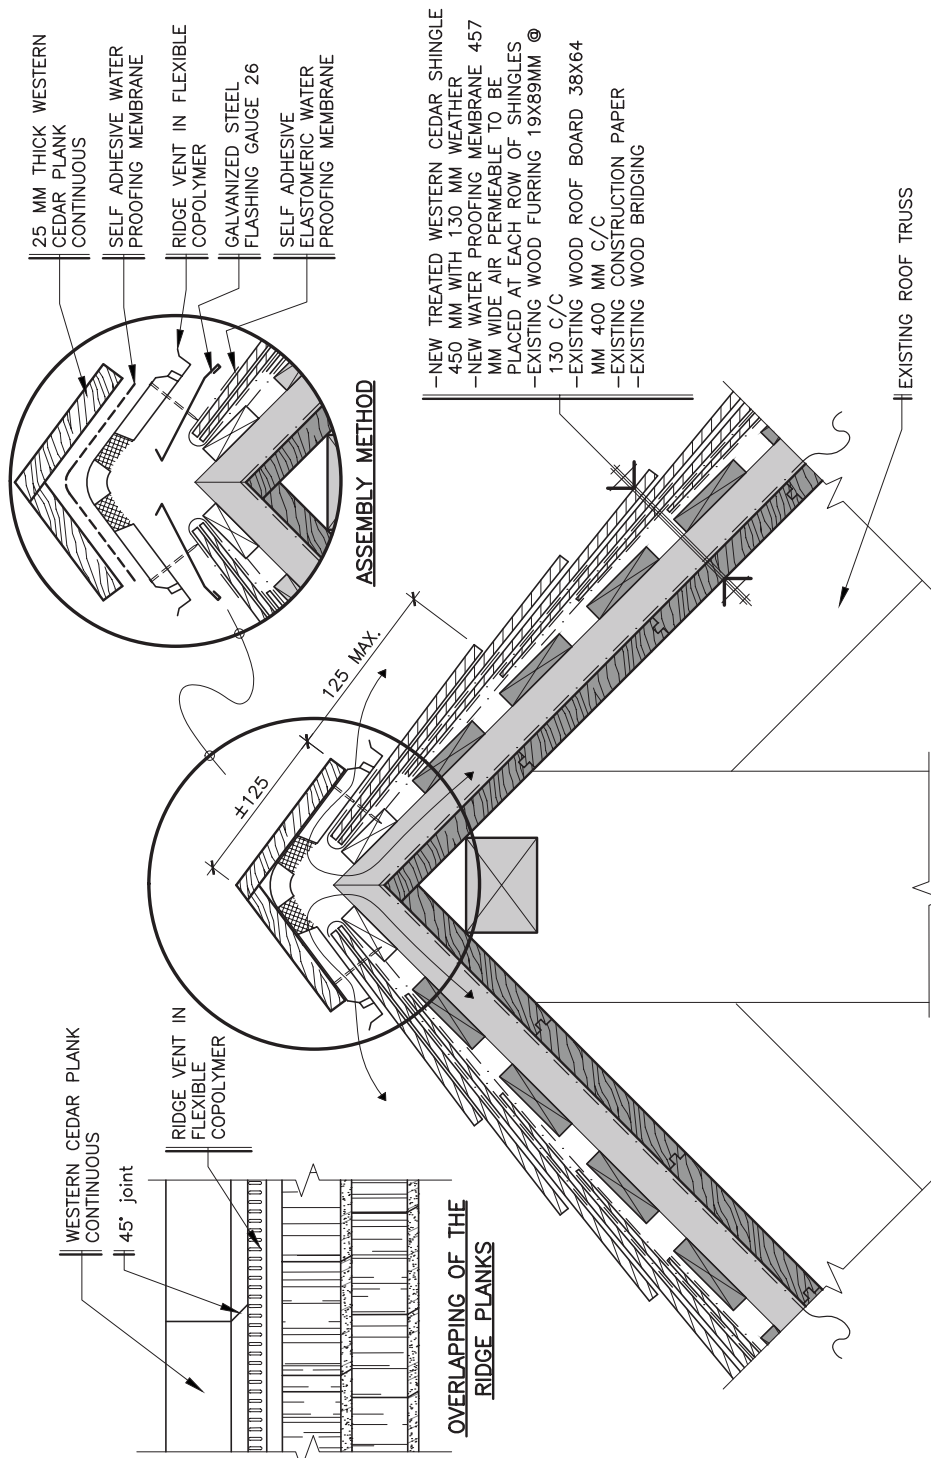 25 MM THICK WESTERN
CEDAR PLANK
CONTINUOUS
SELF ADHESIVE WATER
PROOFING MEMBRANE
RIDGE VENT IN FLEXIBLE
COPOLYMER
GALVANIZED STEEL
FLASHING GAUGE 26
SELF ADHESIVE
ELASTOMERIC WATER
PROOFING MEMBRANE
ASSEMBLY METHOD
-NEW TREATED WESTERN CEDAR SHINGLE
450 MM WITH 130 MM WEATHER
-NEW WATER PROOFING MEMBRANE 457
MM WIDE AIR PERMEABLE TO BE
PLACED AT EACH ROW OF SHINGLES
-EXISTING WOOD FURRING 19X89MM @
130 C/C
-EXISTING WOOD ROOF BOARD 38X64
MM 400 MM C/C
-EXISTING CONSTRUCTION PAPER
-EXISTING WOOD BRIDGING
EXISTING ROOF TRUSS
±125
125 MAX.
WESTERN CEDAR PLANK
CONTINUOUS
45° joint
RIDGE VENT IN
FLEXIBLE
COPOLYMER
OVERLAPPING OF THE
RIDGE PLANKS